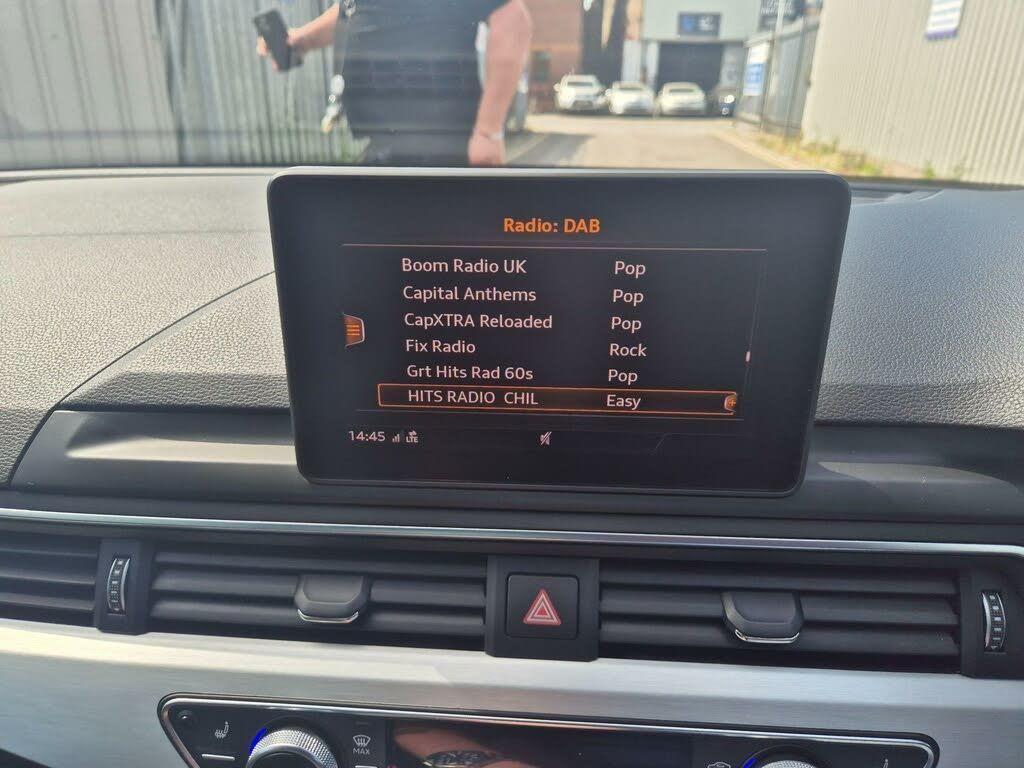 Radio: DAB
Boom Radio UK Pop
Capital Anthems Pop
CapXTRA Reloaded Pop
Fix Radio Rock
Grt Hits Rad 60s Pop
HITS RADIO CHIL Easy
14:45 LTE
MAX